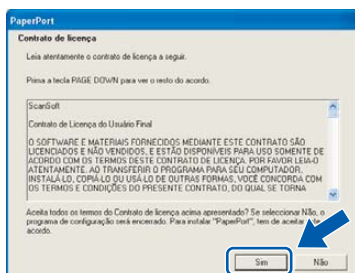 PaperPort
Contrato de licença
Leia atentamente o contrato de licença a seguir.
Prima a tecla PAGE DOWN para ver o resto do acordo.
ScanSoft
Contrato de Licença do Usuário Final
O SOFTWARE E MATERIAIS FORNECIDOS MEDIANTE ESTE CONTRATO SÃO
LICENCIADOS E NÃO VENDIDOS, E ESTÃO DISPONÍVEIS PARA USO SOMENTE DE
ACORDO COM OS TERMOS DESTE CONTRATO DE LICENÇA. POR FAVOR LEIA-O
ATENTAMENTE. AO TRANSFERIR O PROGRAMA PARA SEU COMPUTADOR,
INSTALÁ-LO, COPIÁ-LO OU USÁ-LO DE OUTRAS FORMAS, VOCÊ CONCORDA COM
OS TERMOS E CONDIÇÕES DO PRESENTE CONTRATO, DO QUAL SE TORNA
Aceita todos os termos do Contrato de licença acima apresentado? Se seleccionar Não, o
programa de configuração será encerrado. Para instalar "PaperPort", tem de aceitar
acordo.
Sim
Não